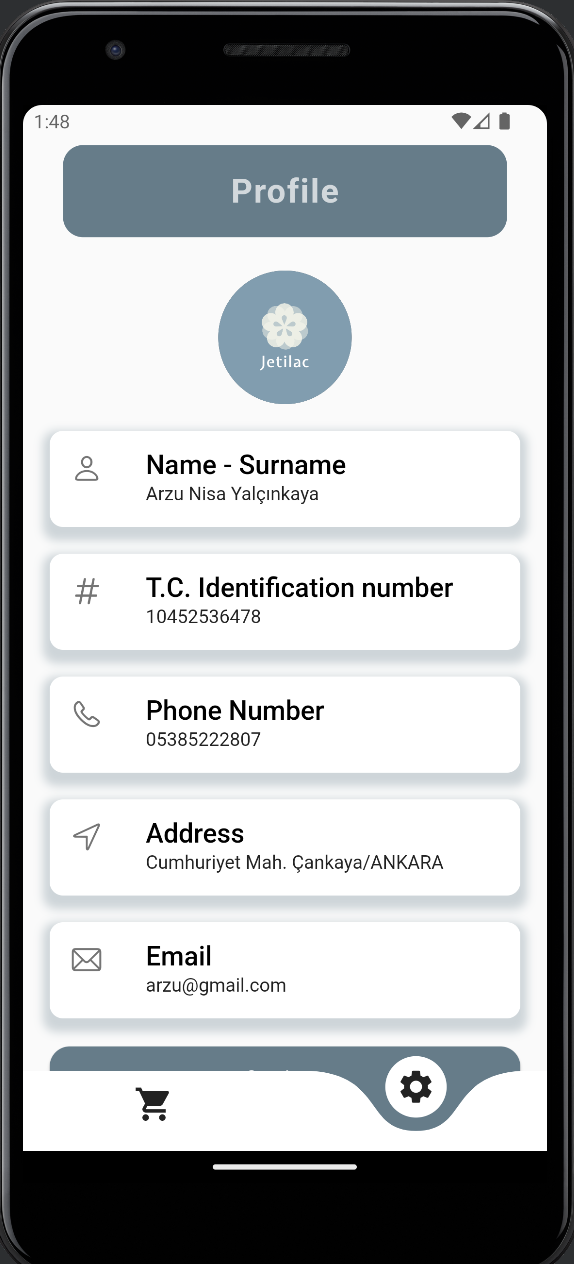 1:48
Profile
Jetilac
Name - Surname
Arzu Nisa Yalçınkaya
T.C. Identification number
10452536478
Phone Number
05385222807
Address
Cumhuriyet Mah. Çankaya/ANKARA
Email
arzu@gmail.com